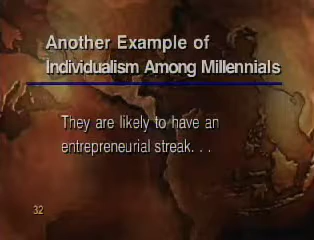 Another Example of
Individualism Among Millennials
They are likely to have an
entrepreneurial streak. . .
32